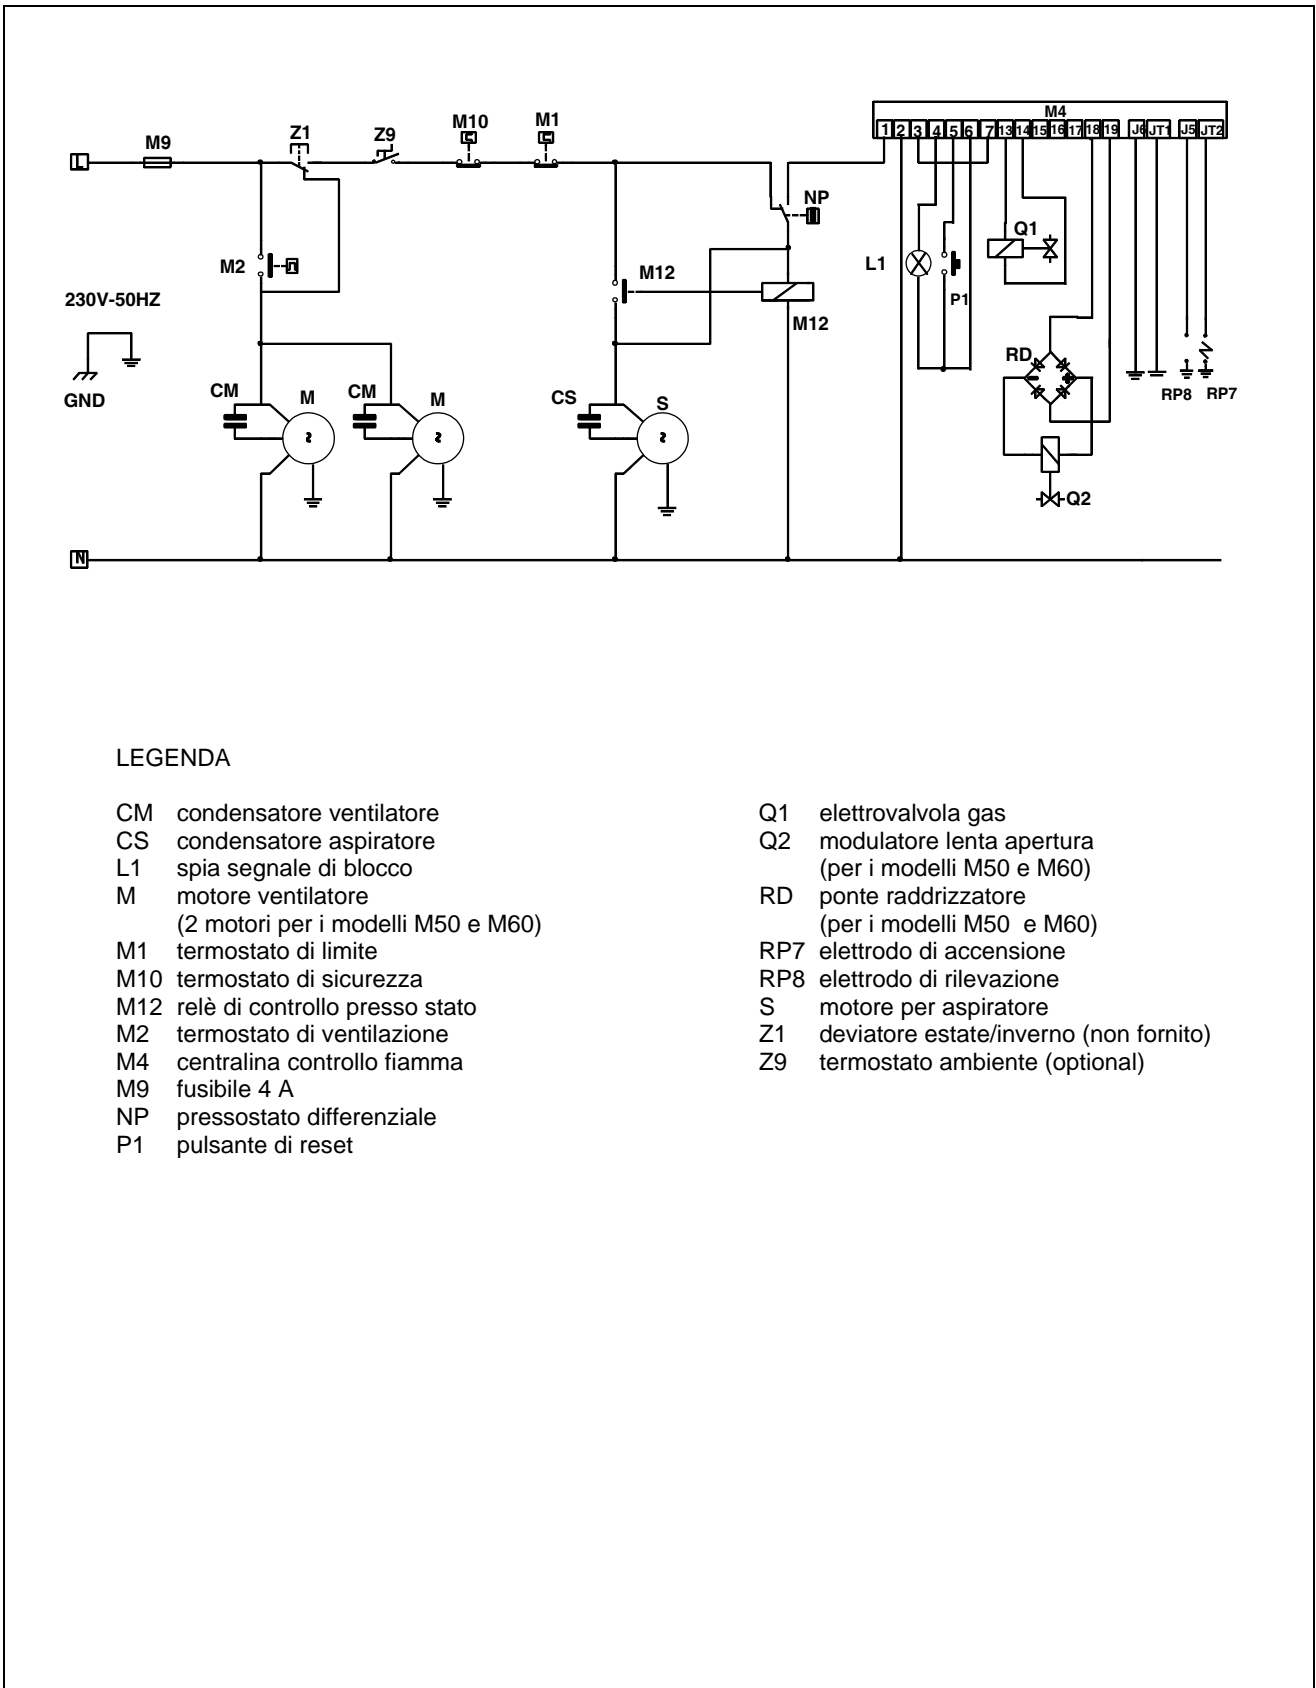 M4
1 2 3 4 5 6 7 13 14 15 16 17 18 19 J6 JT1 J5 JT2
L M9 Z1 Z9 M10 M1
NP
M2
L1
Q1
M12
P1
230V-50HZ
M12
RD
GND
CM M CM M CS S
RP8 RP7
Q2
N
LEGENDA
CM condensatore ventilatore
CS condensatore aspiratore
L1 spia segnale di blocco
M motore ventilatore
(2 motori per i modelli M50 e M60)
M1 termostato di limite
M10 termostato di sicurezza
M12 relè di controllo presso stato
M2 termostato di ventilazione
M4 centralina controllo fiamma
M9 fusibile 4 A
NP pressostato differenziale
P1 pulsante di reset
Q1 elettrovalvola gas
Q2 modulatore lenta apertura
(per i modelli M50 e M60)
RD ponte raddrizzatore
(per i modelli M50 e M60)
RP7 elettrodo di accensione
RP8 elettrodo di rilevazione
S motore per aspiratore
Z1 deviatore estate/inverno (non fornito)
Z9 termostato ambiente (optional)